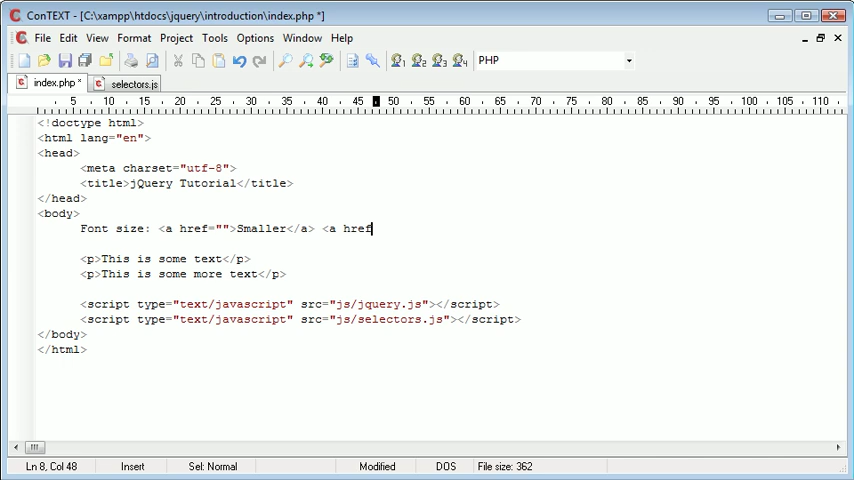 ConTEXT - [C:\xampp\htdocs\jquery\introduction\index.php *]
File Edit View Format Project Tools Options Window Help
1 2 3 4 PHP
index.php * selectors.js
5 10 15 20 25 30 35 40 45 50 55 60 65 70 75 80 85 90 95 100 105 110
<!doctype html>
<html lang="en">
<head>
<meta charset="utf-8">
<title>jQuery Tutorial</title>
</head>
<body>
Font size: <a href="">Smaller</a> <a href
<p>This is some text</p>
<p>This is some more text</p>
<script type="text/javascript" src="js/jquery.js"></script>
<script type="text/javascript" src="js/selectors.js"></script>
</body>
</html>
Ln 8, Col 48 Insert Sel: Normal Modified DOS File size: 362